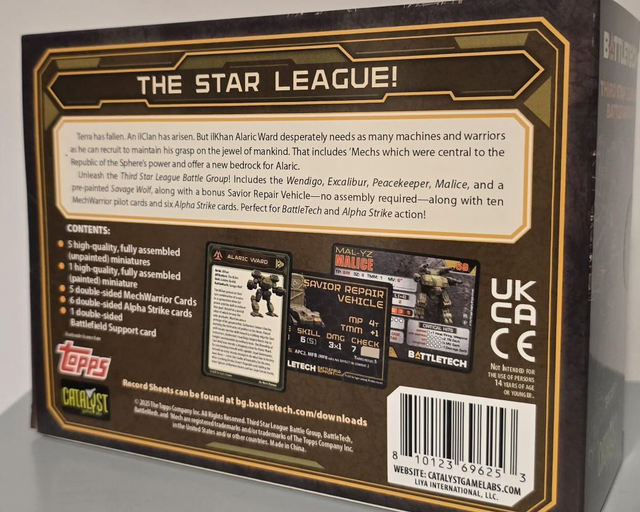 THE STAR LEAGUE!
Terra has fallen. An ilClan has arisen. But ilKhan Alaric Ward desperately needs as many machines and warriors
as he can recruit to maintain his grasp on the jewel of mankind. That includes 'Mechs which were central to the
Republic of the Sphere's power and offer a new bedrock for Alaric.
Unleash the Third Star League Battle Group! Includes the Wendigo, Excalibur, Peacekeeper, Malice, and a
pre-painted Savage Wolf, along with a bonus Savior Repair Vehicle—no assembly required—along with ten
MechWarrior pilot cards and six Alpha Strike cards. Perfect for BattleTech and Alpha Strike action!
CONTENTS:
5 high-quality, fully assembled
(unpainted) miniatures
1 high-quality, fully assembled
(painted) miniature
5 double-sided MechWarrior Cards
6 double-sided Alpha Strike cards
1 double-sided
Battlefield Support card
ALARIC WARD
SAVIOR REPAIR
VEHICLE
MP 4T
TMM +1
SKILL DMG CHECK
6(5) 3×1 7
MAL-YZ
MALICE
BATTLETECH
UK
CA
CE
NOT INTENDED FOR
THE USE OF PERSONS
14 YEARS OF AGE
OR YOUNGER.
topps
CATALYST
Record Sheets can be found at bg.battletech.com/downloads
© 2025 The Topps Company Inc. All Rights Reserved. Third Star League Battle Group, BattleTech,
BattleMech, and 'Mech are registered trademarks and/or trademarks of The Topps Company Inc.
in the United States and/or other countries. Made in China.
8 10123 69625 3
WEBSITE: CATALYSTGAMELABS.COM
LIYA INTERNATIONAL, LLC.